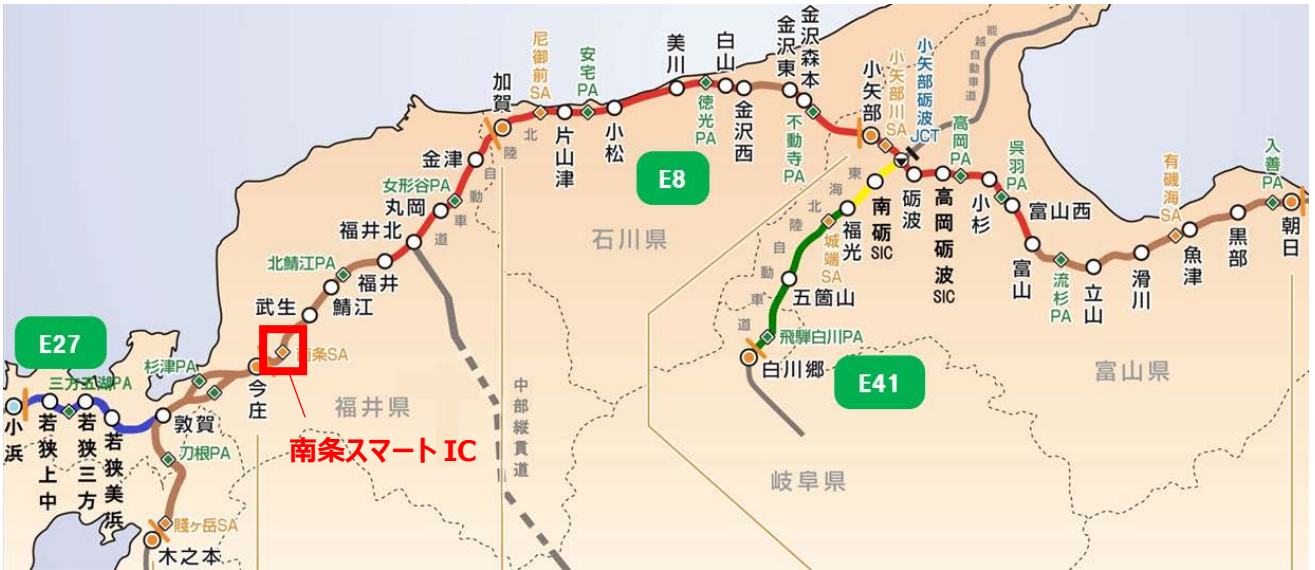 金沢森本
金沢東
小矢部砺波JCT
小矢部川SA
小矢部
能越自動車道
白山
美川
尼御前SA
安宅PA
加賀
徳光PA
高岡PA
呉羽PA
入善PA
有磯海SA
片山津
小松
金沢西
不動寺PA
金津
北陸自動車道
E8
東海北陸自動車道
砺波
小杉
女形谷PA
丸岡
南砺SIC
高岡砺波SIC
富山西
朝日
福光
黒部
魚津
福井北
石川県
城端SA
富山
滑川
北鯖江PA
福井
流杉PA
立山
武生
鯖江
五箇山
E27
南条SA
飛騨白川PA
杉津PA
白川郷
富山県
三方五湖PA
今庄
E41
福井県
中部縦貫道
小浜
若狭上中
若狭三方
若狭美浜
敦賀
南条スマートIC
刀根PA
岐阜県
賤ヶ岳SA
木之本